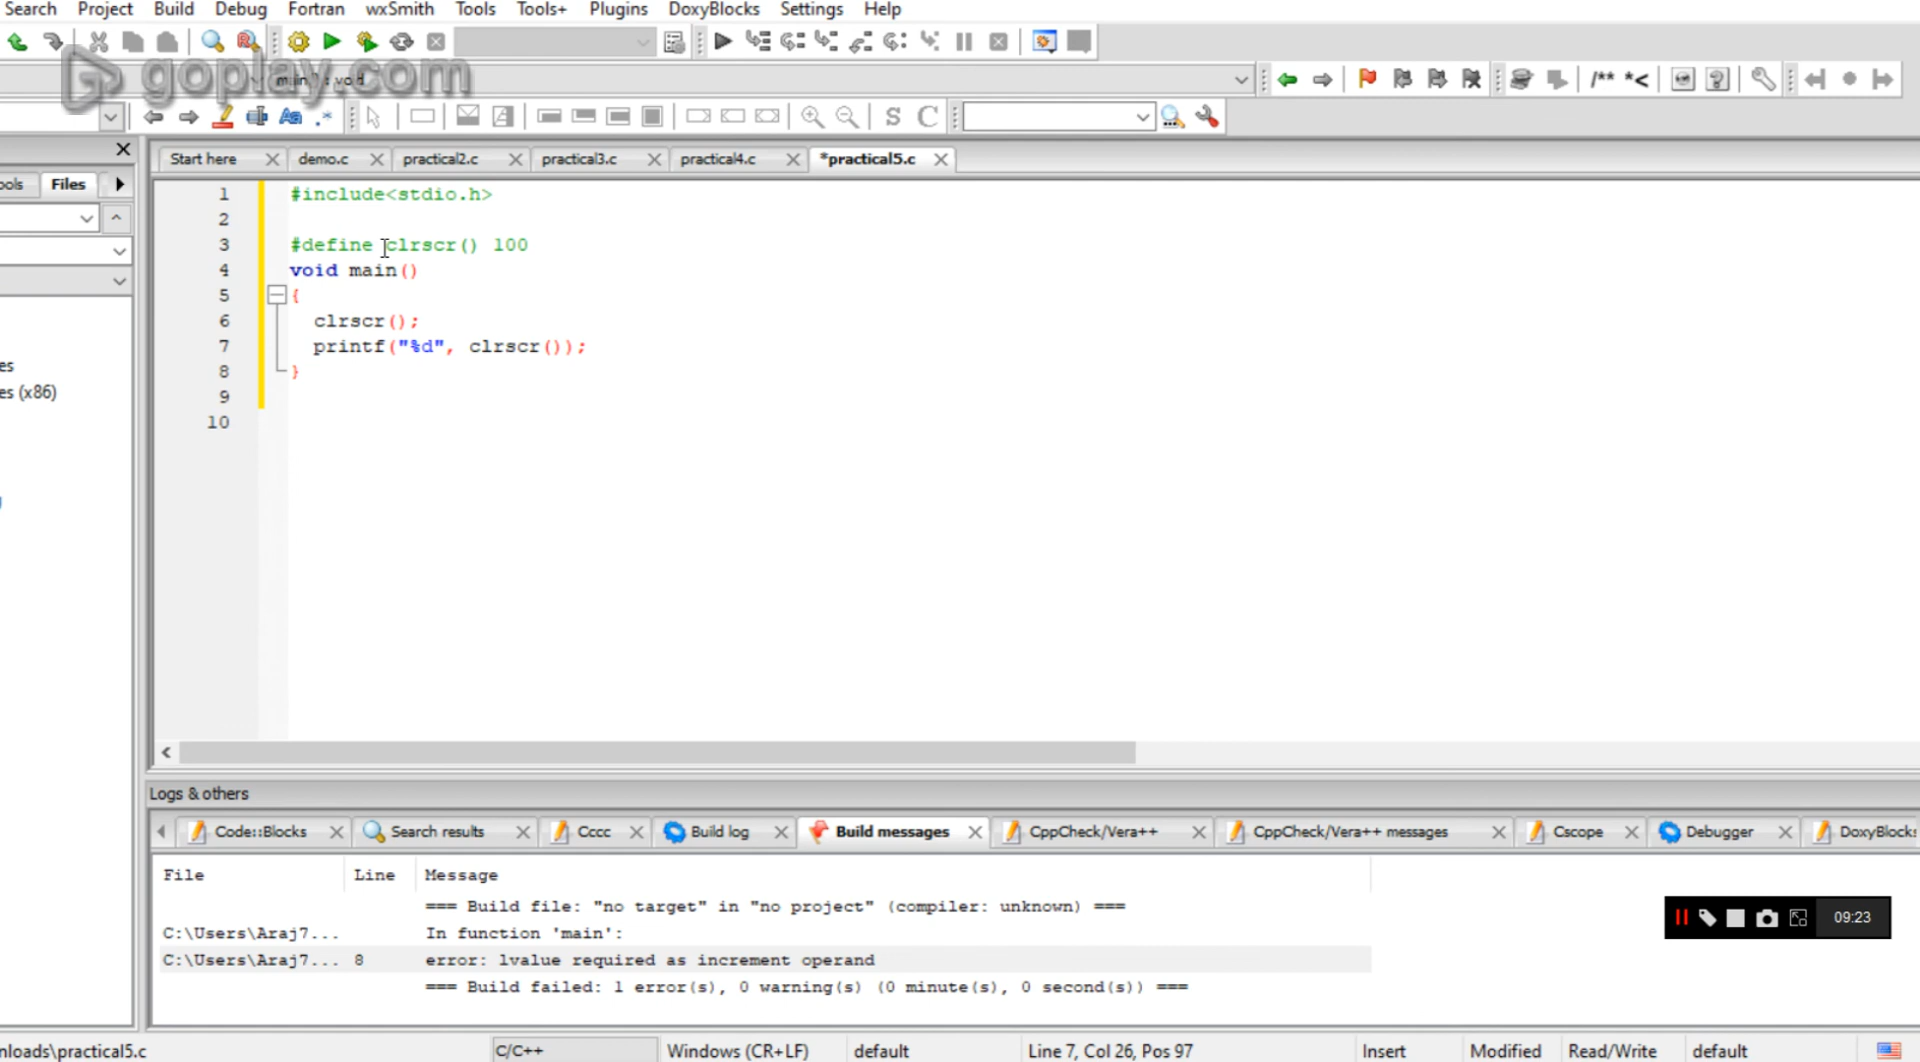 Search Project Build Debug Fortran wxSmith Tools Tools+ Plugins DoxyBlocks Settings Help
goplay.com
main() : void
S C
Start here demo.c practical2.c practical3.c practical4.c *practical5.c
ools Files
1 #include<stdio.h>
2
3 #define clrscr() 100
4 void main()
5 {
6 clrscr();
7 printf("%d", clrscr());
8 }
9
10
es
es (x86)
Logs & others
Code::Blocks Search results Cccc Build log Build messages CppCheck/Vera++ CppCheck/Vera++ messages Cscope Debugger DoxyBlocks
File Line Message
=== Build file: "no target" in "no project" (compiler: unknown) ===
C:\Users\Araj7... In function 'main':
C:\Users\Araj7... 8 error: lvalue required as increment operand
=== Build failed: 1 error(s), 0 warning(s) (0 minute(s), 0 second(s)) ===
09:23
nloads\practical5.c C/C++ Windows (CR+LF) default Line 7, Col 26, Pos 97 Insert Modified Read/Write default